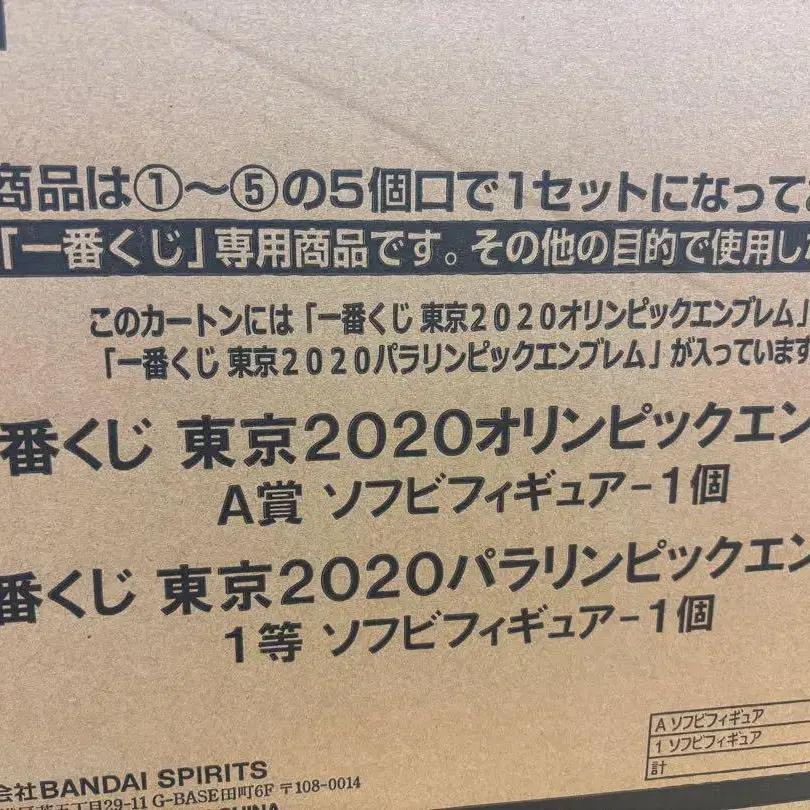 商品は①～⑤の5個口で1セットになって
「一番くじ」専用商品です。その他の目的で使用し
このカートンには「一番くじ 東京2020オリンピックエンブレム」
「一番くじ 東京2020パラリンピックエンブレム」が入っています
番くじ 東京2020オリンピックエン
A賞 ソフビフィギュア-1個
番くじ 東京2020パラリンピックエン
1等 ソフビフィギュア-1個
A ソフビフィギュア
1 ソフビフィギュア
計
会社BANDAI SPIRITS
五丁目29-11 G-BASE田町6F 〒108-0014
CHINA